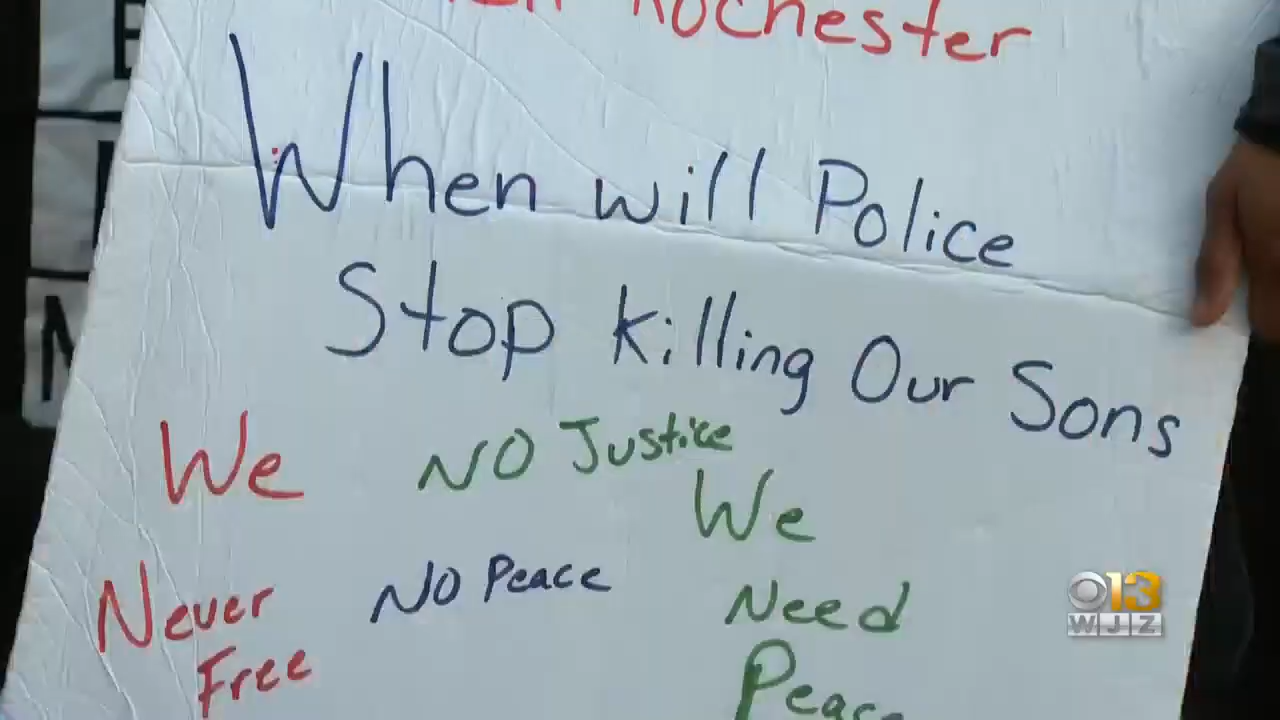 Rochester
When will Police
Stop Killing Our Sons
We
NO Justice
We
Never
Free
NO Peace
Need
Peace
13
WJZ